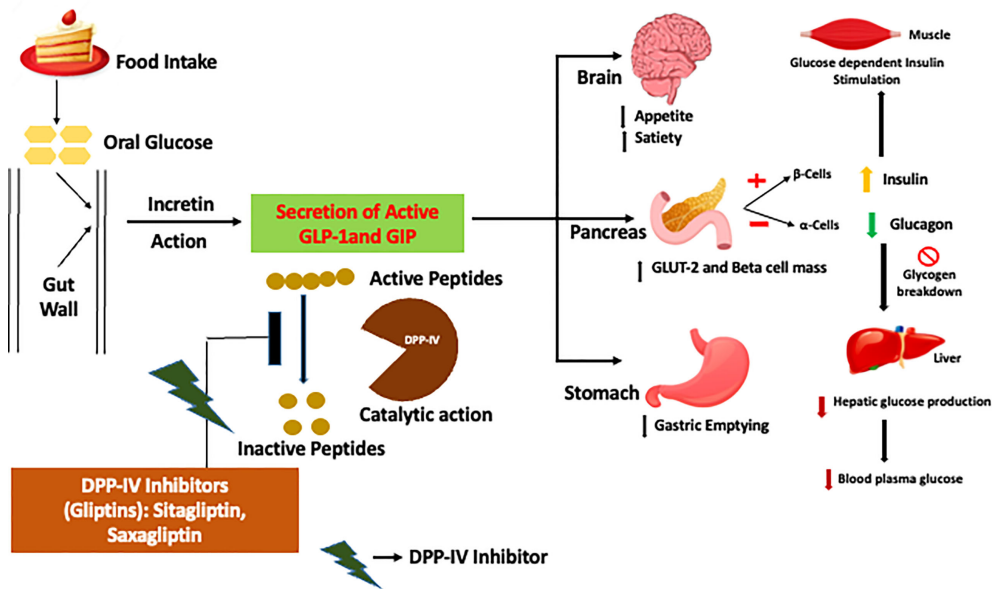 Food Intake
Oral Glucose
Gut
Wall
Incretin
Action
Secretion of Active
GLP-1and GIP
Active Peptides
DPP-IV
Catalytic action
Inactive Peptides
DPP-IV Inhibitors
(Gliptins): Sitagliptin,
Saxagliptin
DPP-IV Inhibitor
Brain
Appetite
Satiety
Pancreas
β-Cells
α-Cells
GLUT-2 and Beta cell mass
Stomach
Gastric Emptying
Muscle
Glucose dependent Insulin
Stimulation
Insulin
Glucagon
Glycogen
breakdown
Liver
Hepatic glucose production
Blood plasma glucose